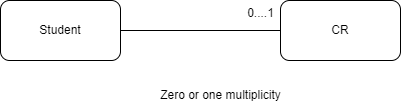 0....1
Student
CR
Zero or one multiplicity